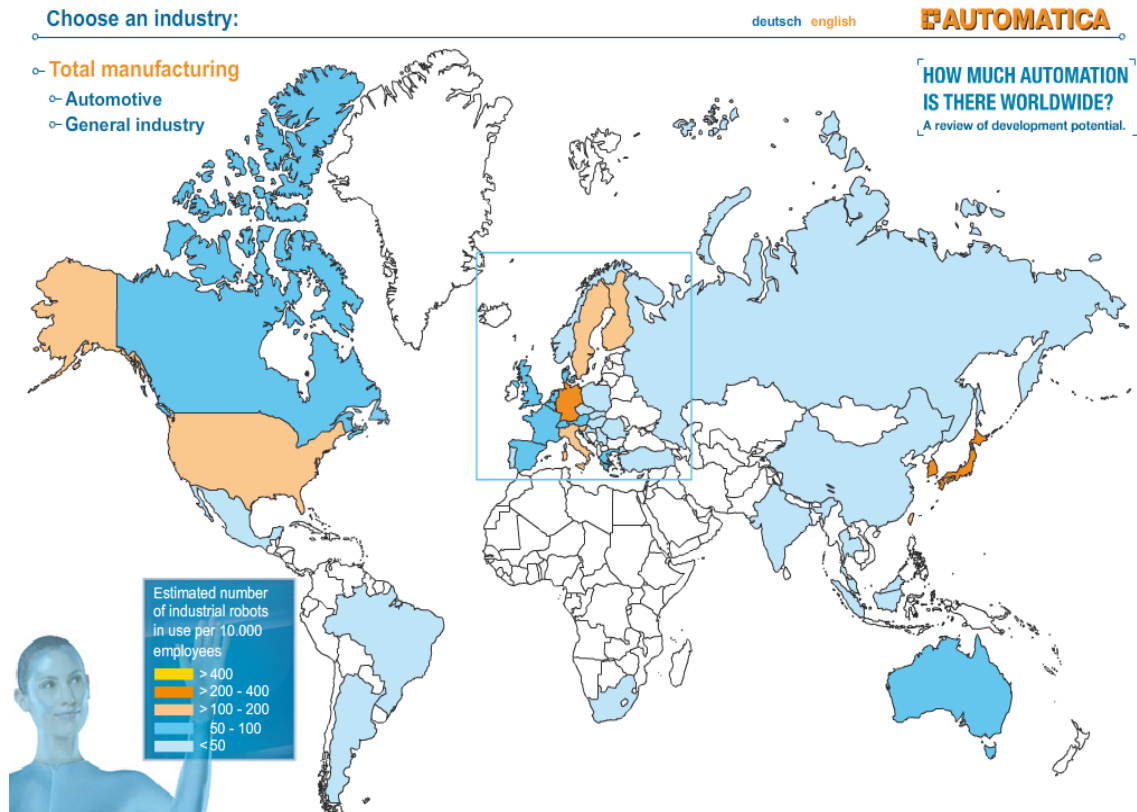 Choose an industry:
deutsch english
AUTOMATICA
Total manufacturing
Automotive
General industry
HOW MUCH AUTOMATION
IS THERE WORLDWIDE?
A review of development potential.
Estimated number
of industrial robots
in use per 10.000
employees
> 400
> 200 - 400
> 100 - 200
50 - 100
< 50